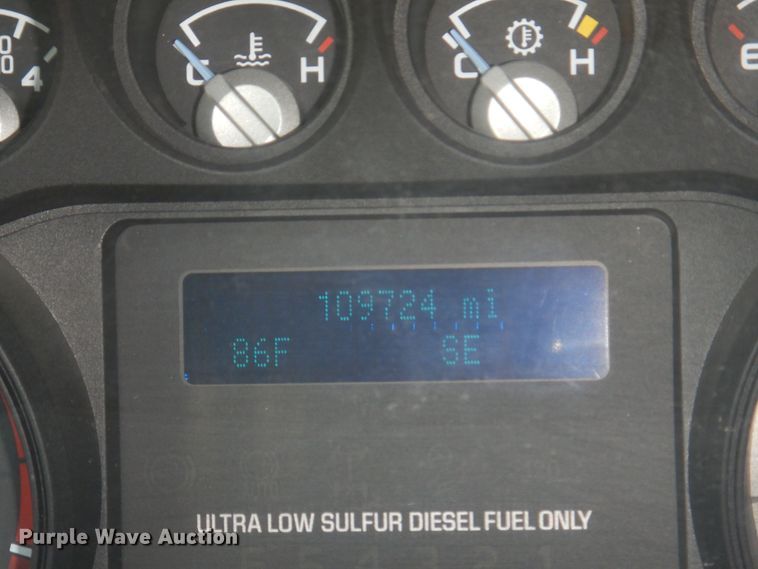 C H
C H
4
109724 mi
86F SE
ULTRA LOW SULFUR DIESEL FUEL ONLY
Purple Wave Auction